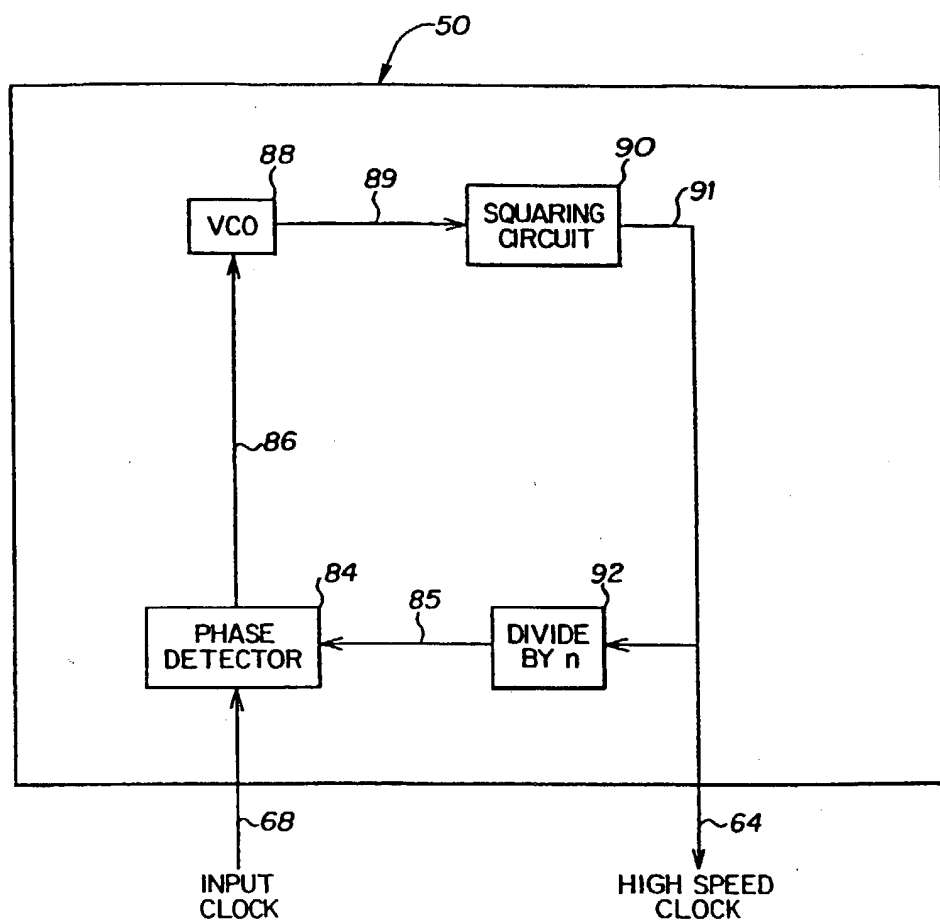 50
88
89
90
91
VCO
SQUARING
CIRCUIT
86
84
85
92
PHASE
DETECTOR
DIVIDE
BY n
68
64
INPUT
CLOCK
HIGH SPEED
CLOCK